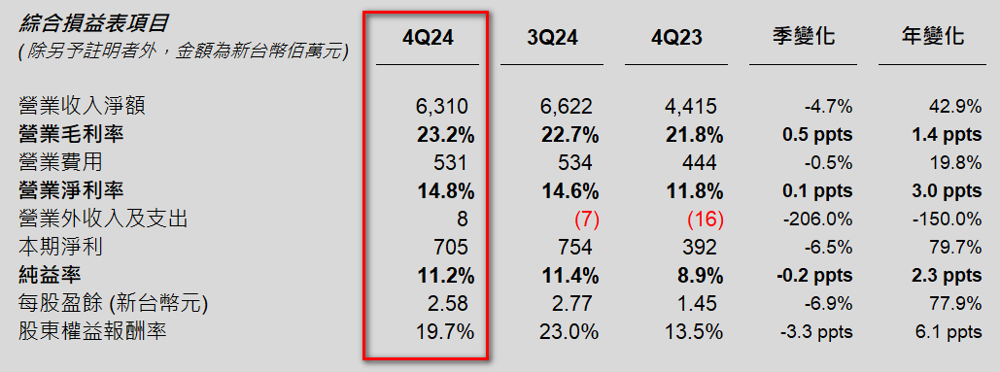 綜合損益表項目 4Q24 3Q24 4Q23 季變化 年變化
(除另予註明者外，金額為新台幣佰萬元)
營業收入淨額 6,310 6,622 4,415 -4.7% 42.9%
營業毛利率 23.2% 22.7% 21.8% 0.5 ppts 1.4 ppts
營業費用 531 534 444 -0.5% 19.8%
營業淨利率 14.8% 14.6% 11.8% 0.1 ppts 3.0 ppts
營業外收入及支出 8 (7) (16) -206.0% -150.0%
本期淨利 705 754 392 -6.5% 79.7%
純益率 11.2% 11.4% 8.9% -0.2 ppts 2.3 ppts
每股盈餘 (新台幣元) 2.58 2.77 1.45 -6.9% 77.9%
股東權益報酬率 19.7% 23.0% 13.5% -3.3 ppts 6.1 ppts